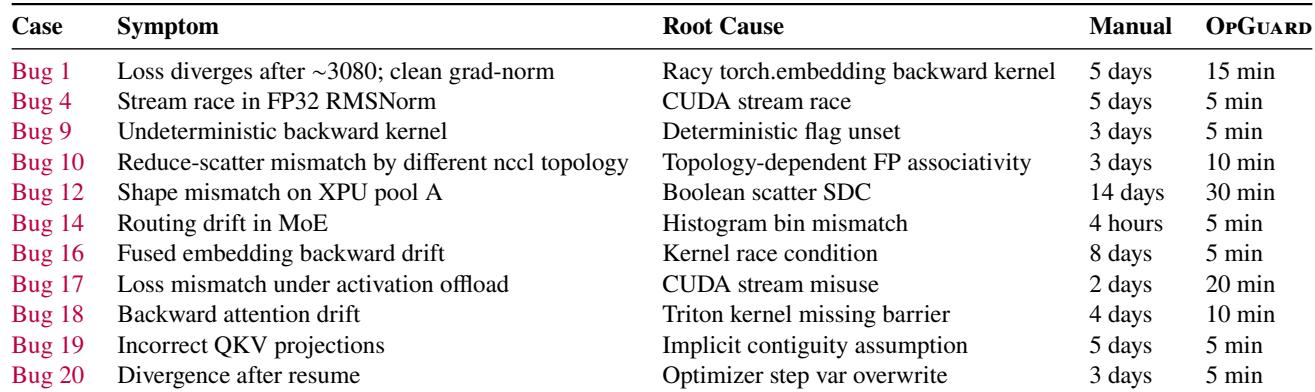 Case Symptom Root Cause Manual OpGuard
Bug 1 Loss diverges after ~3080; clean grad-norm Racy torch.embedding backward kernel 5 days 15 min
Bug 4 Stream race in FP32 RMSNorm CUDA stream race 5 days 5 min
Bug 9 Undeterministic backward kernel Deterministic flag unset 3 days 5 min
Bug 10 Reduce-scatter mismatch by different nccl topology Topology-dependent FP associativity 3 days 10 min
Bug 12 Shape mismatch on XPU pool A Boolean scatter SDC 14 days 30 min
Bug 14 Routing drift in MoE Histogram bin mismatch 4 hours 5 min
Bug 16 Fused embedding backward drift Kernel race condition 8 days 5 min
Bug 17 Loss mismatch under activation offload CUDA stream misuse 2 days 20 min
Bug 18 Backward attention drift Triton kernel missing barrier 4 days 10 min
Bug 19 Incorrect QKV projections Implicit contiguity assumption 5 days 5 min
Bug 20 Divergence after resume Optimizer step var overwrite 3 days 5 min